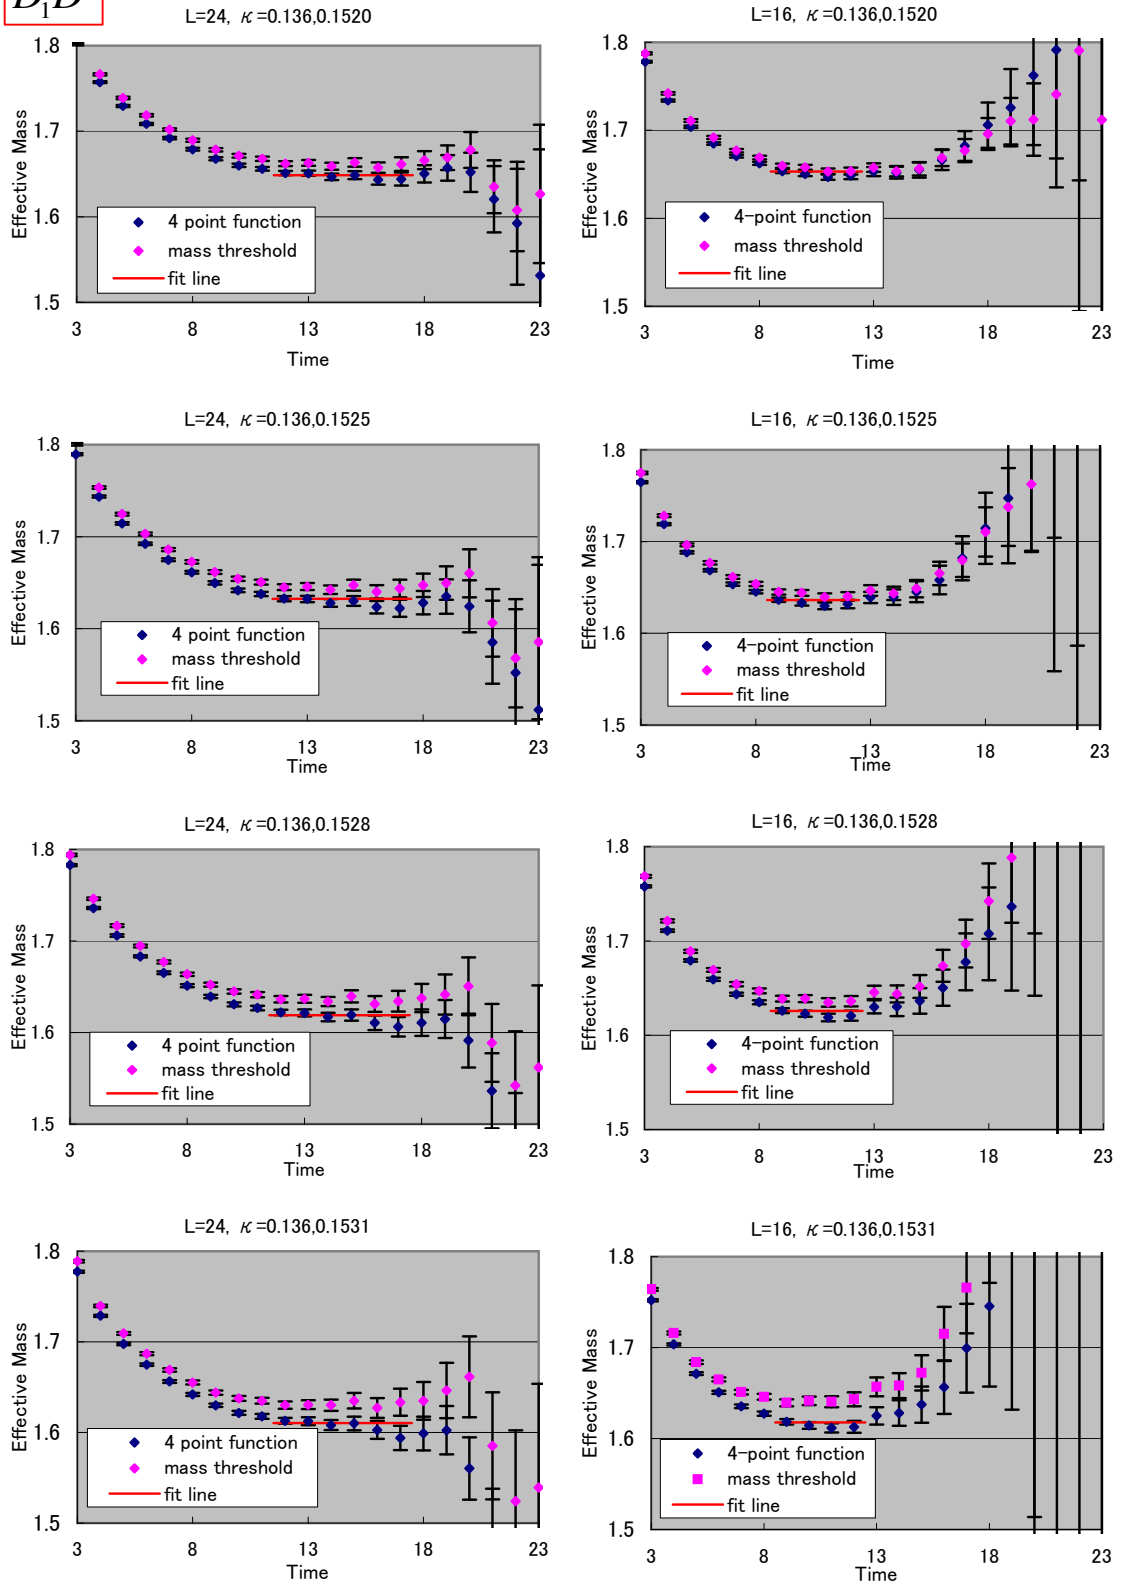 D₁D
L=24, κ=0.136,0.1520
Effective Mass
1.8
1.7
1.6
1.5
4 point function
mass threshold
fit line
3 8 13 18 23
Time
L=16, κ=0.136,0.1520
Effective Mass
1.8
1.7
1.6
1.5
4-point function
mass threshold
fit line
3 8 13 18 23
Time
L=24, κ=0.136,0.1525
Effective Mass
1.8
1.7
1.6
1.5
4 point function
mass threshold
fit line
3 8 13 18 23
Time
L=16, κ=0.136,0.1525
Effective Mass
1.8
1.7
1.6
1.5
4-point function
mass threshold
fit line
3 8 13 18 23
Time
L=24, κ=0.136,0.1528
Effective Mass
1.8
1.7
1.6
1.5
4 point function
mass threshold
fit line
3 8 13 18 23
Time
L=16, κ=0.136,0.1528
Effective Mass
1.8
1.7
1.6
1.5
4-point function
mass threshold
fit line
3 8 13 18 23
Time
L=24, κ=0.136,0.1531
Effective Mass
1.8
1.7
1.6
1.5
4 point function
mass threshold
fit line
3 8 13 18 23
Time
L=16, κ=0.136,0.1531
Effective Mass
1.8
1.7
1.6
1.5
4-point function
mass threshold
fit line
3 8 13 18 23
Time